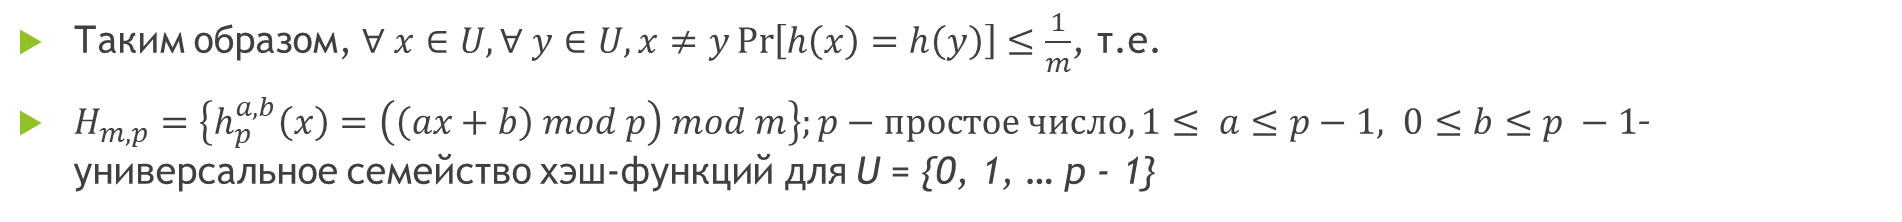 Таким образом, ∀ x ∈ U, ∀ y ∈ U, x ≠ y Pr[h(x) = h(y)] ≤ 1/m, т.е.
H_{m,p} = {h_p^{a,b}(x) = ((ax + b) mod p) mod m}; p − простое число, 1 ≤ a ≤ p − 1, 0 ≤ b ≤ p − 1-
универсальное семейство хэш-функций для U = {0, 1, … p - 1}